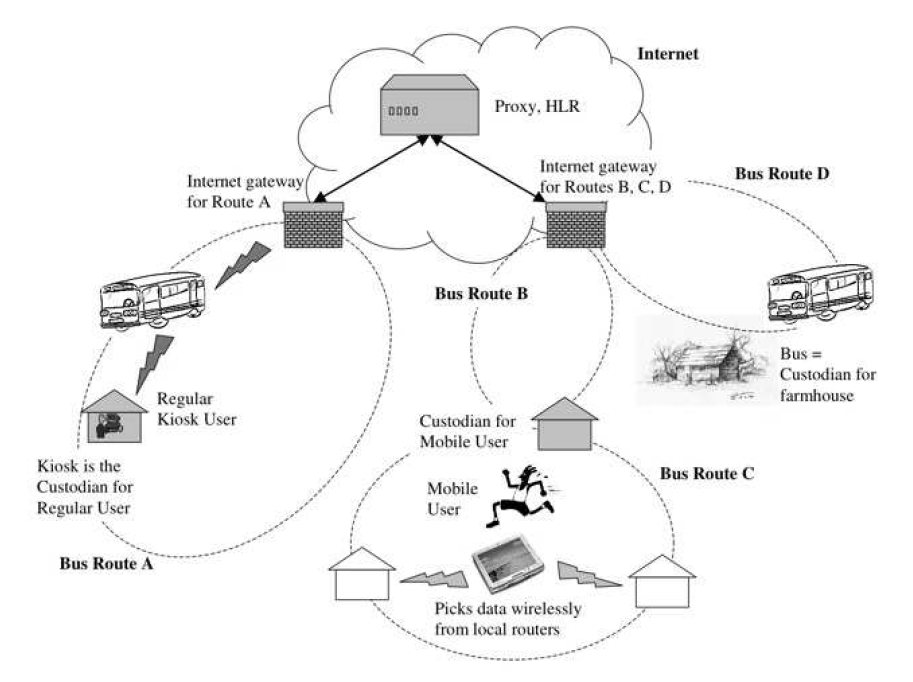 Internet
Proxy, HLR
Internet gateway
for Route A
Internet gateway
for Routes B, C, D
Bus Route D
Bus Route B
Bus =
Custodian for
farmhouse
Regular
Kiosk User
Kiosk is the
Custodian for
Regular User
Custodian for
Mobile User
Bus Route C
Mobile
User
Bus Route A
Picks data wirelessly
from local routers